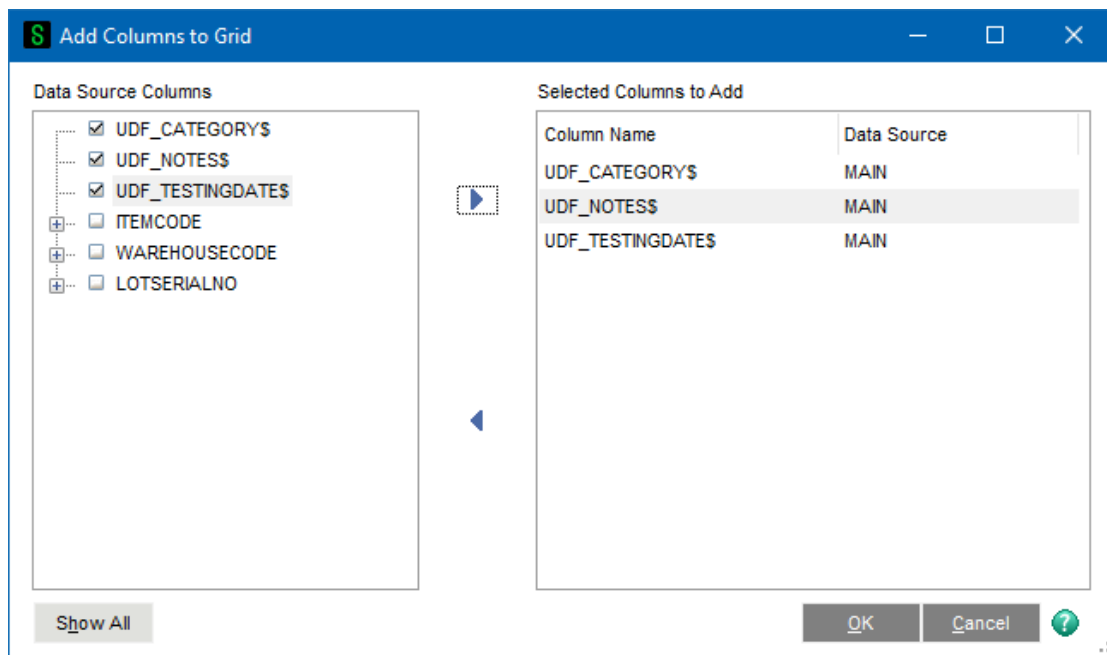 S Add Columns to Grid
Data Source Columns
UDF_CATEGORY$
UDF_NOTES$
UDF_TESTINGDATE$
ITEMCODE
WAREHOUSECODE
LOTSERIALNO
Selected Columns to Add
Column Name Data Source
UDF_CATEGORY$ MAIN
UDF_NOTES$ MAIN
UDF_TESTINGDATE$ MAIN
Show All
OK Cancel ?